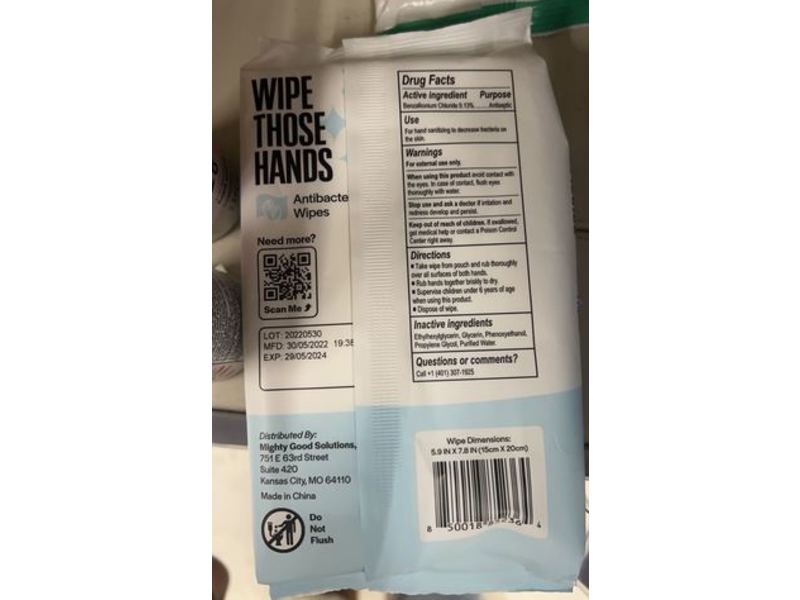 WIPE
THOSE
HANDS
Antibacte
Wipes
Need more?
Scan Me
LOT: 20220530
MFD: 30/05/2022 19:38
EXP: 29/05/2024
Distributed By:
Mighty Good Solutions,
751 E 63rd Street
Suite 420
Kansas City, MO 64110
Made in China
Do
Not
Flush
Drug Facts
Active ingredient Purpose
Benzalkonium Chloride 0.13% ..... Antiseptic
Use
For hand sanitizing to decrease bacteria on
the skin.
Warnings
For external use only.
When using this product avoid contact with
the eyes. In case of contact, flush eyes
thoroughly with water.
Stop use and ask a doctor if irritation and
redness develop and persist.
Keep out of reach of children. If swallowed,
get medical help or contact a Poison Control
Center right away.
Directions
▪ Take wipe from pouch and rub thoroughly
over all surfaces of both hands.
▪ Rub hands together briskly to dry.
▪ Supervise children under 6 years of age
when using this product.
▪ Dispose of wipe.
Inactive ingredients
Ethylhexylglycerin, Glycerin, Phenoxyethanol,
Propylene Glycol, Purified Water.
Questions or comments?
Call +1 (401) 307-1925
Wipe Dimensions:
5.9 IN X 7.8 IN (15cm X 20cm)
8 50018 4